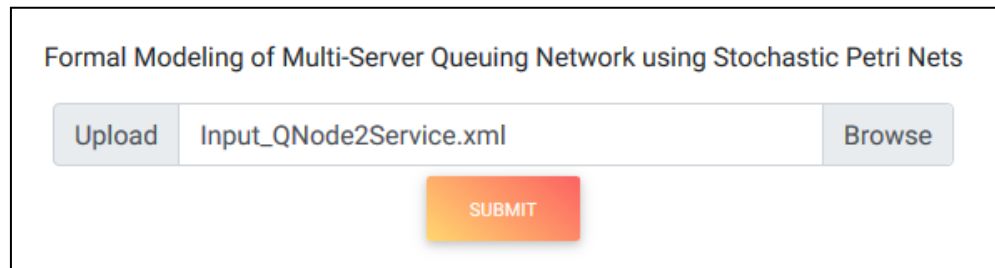 Formal Modeling of Multi-Server Queuing Network using Stochastic Petri Nets
Upload Input_QNode2Service.xml Browse
SUBMIT